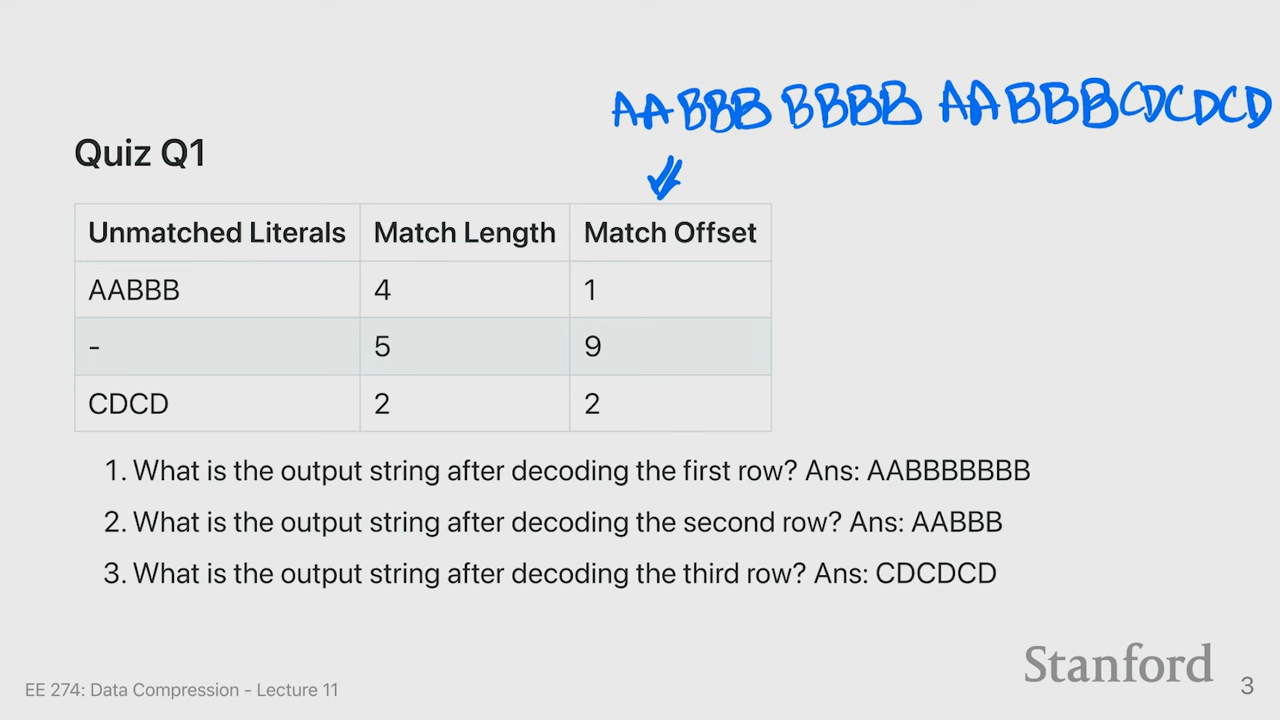 AABBB BBBB AABBBCDCDCD
Quiz Q1
Unmatched Literals Match Length Match Offset
AABBB 4 1
- 5 9
CDCD 2 2
1. What is the output string after decoding the first row? Ans: AABBBBBBB
2. What is the output string after decoding the second row? Ans: AABBB
3. What is the output string after decoding the third row? Ans: CDCDCD
Stanford
EE 274: Data Compression - Lecture 11
3